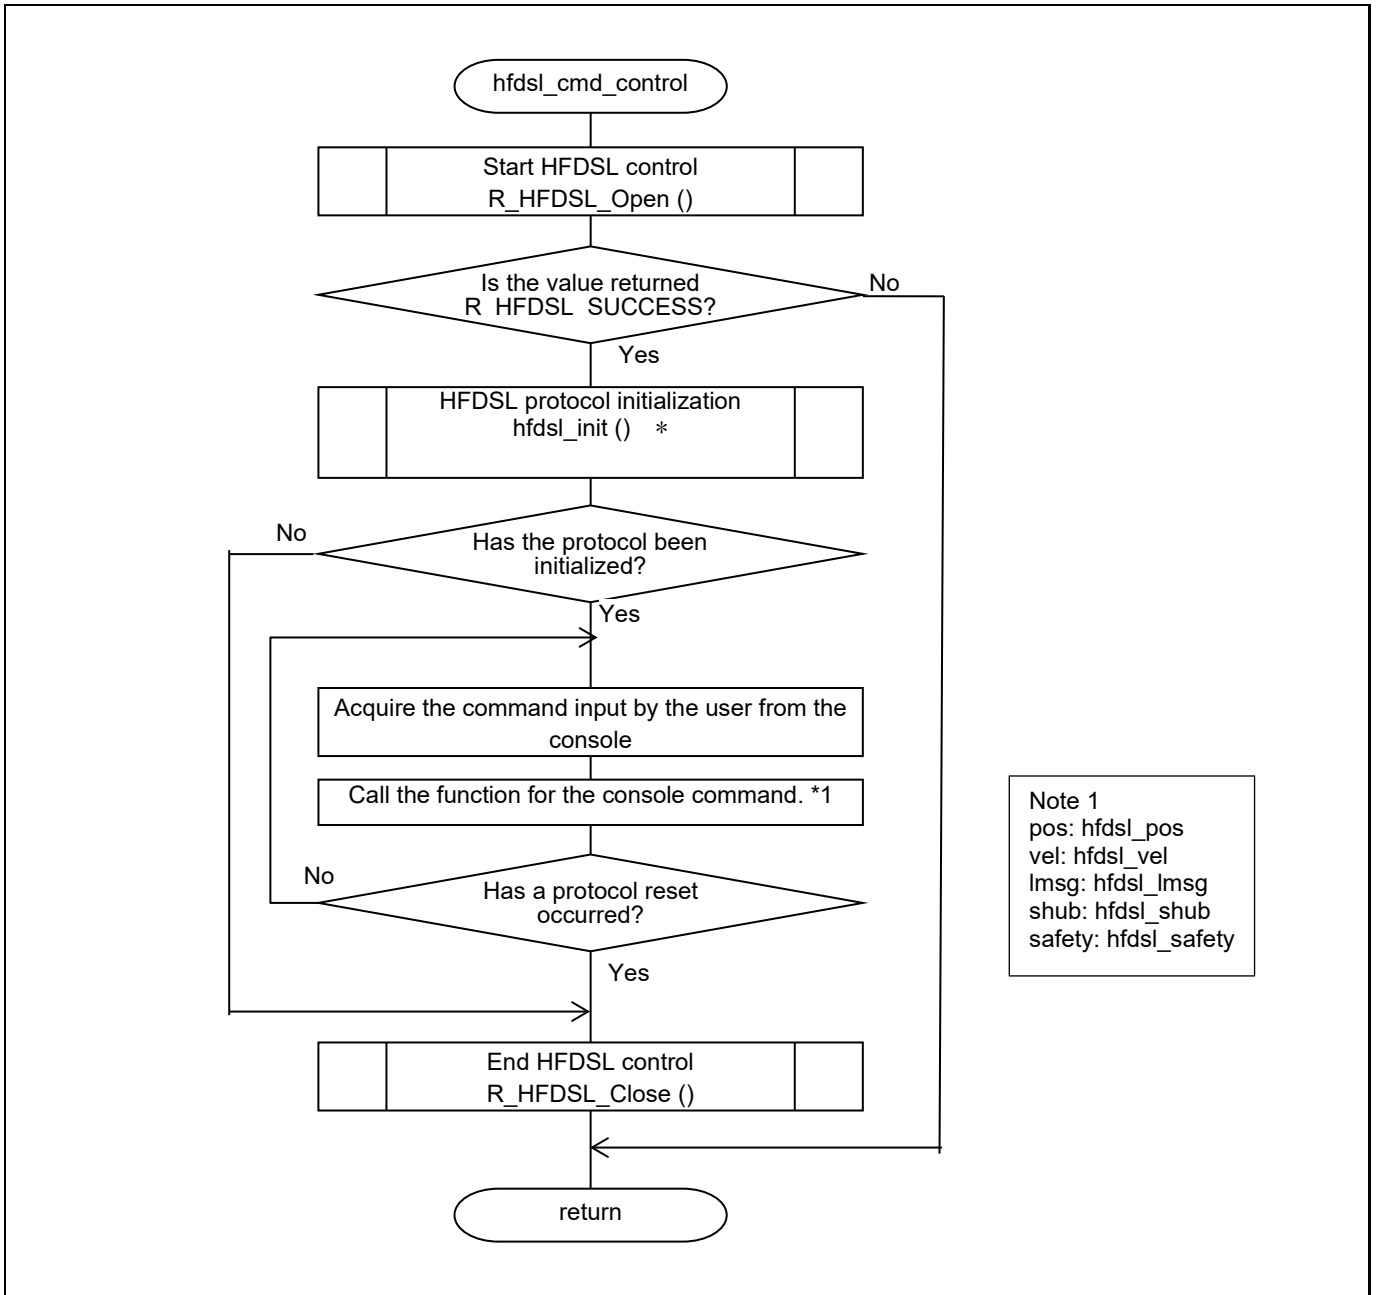 hfdsl_cmd_control
Start HFDSL control
R_HFDSL_Open ()
Is the value returned
R HFDSL SUCCESS?
No
Yes
HFDSL protocol initialization
hfdsl_init () *
No
Has the protocol been
initialized?
Yes
Acquire the command input by the user from the
console
Call the function for the console command. *1
No
Has a protocol reset
occurred?
Yes
End HFDSL control
R_HFDSL_Close ()
return
Note 1
pos: hfdsl_pos
vel: hfdsl_vel
lmsg: hfdsl_lmsg
shub: hfdsl_shub
safety: hfdsl_safety